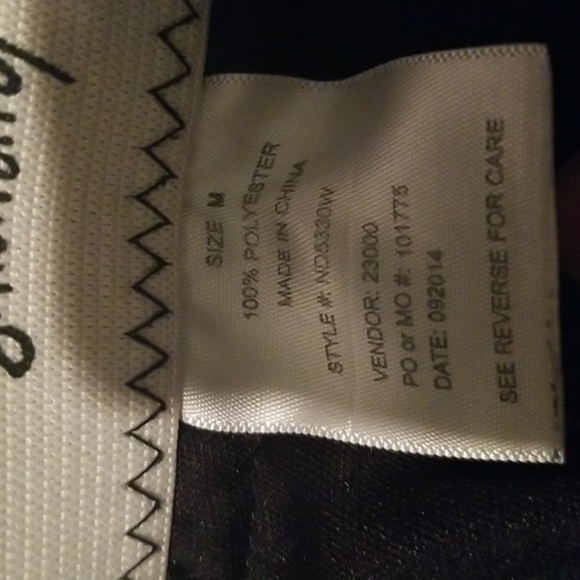 SIZE M
100% POLYESTER
MADE IN CHINA
STYLE #: ND5330W
VENDOR: 23000
PO or MO #: 101775
DATE: 092014
SEE REVERSE FOR CARE